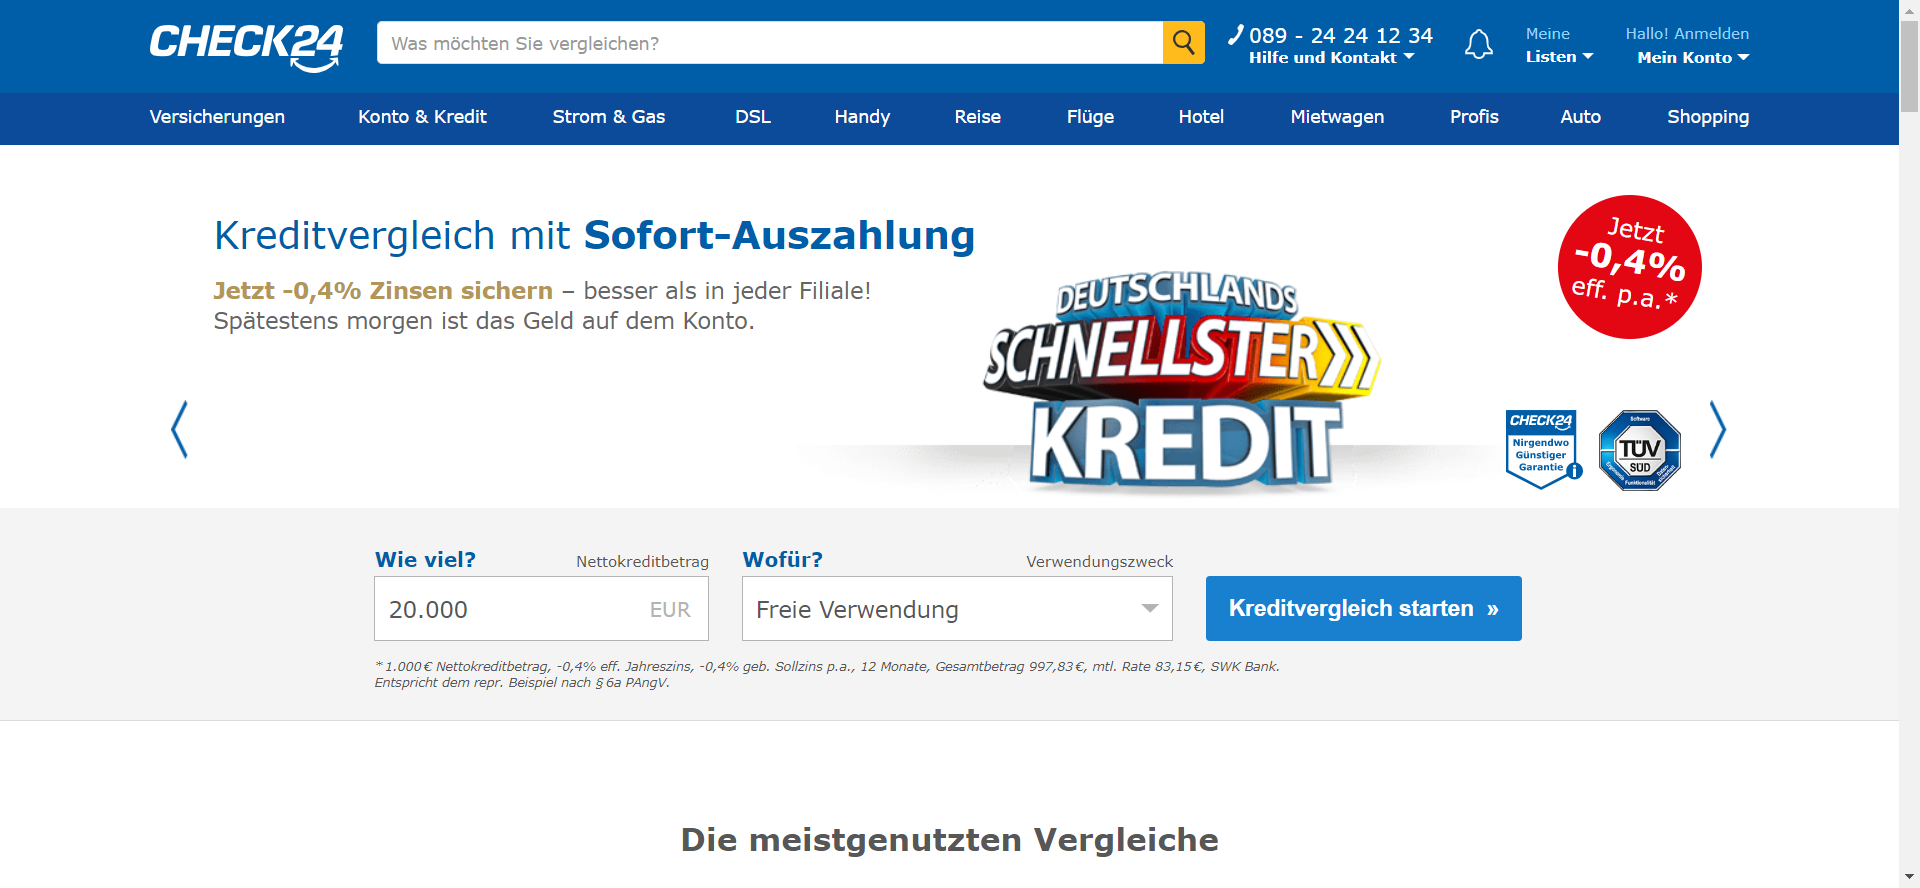 CHECK24
Was möchten Sie vergleichen?
089 - 24 24 12 34
Hilfe und Kontakt
Meine
Listen
Hallo! Anmelden
Mein Konto
Versicherungen Konto & Kredit Strom & Gas DSL Handy Reise Flüge Hotel Mietwagen Profis Auto Shopping
Kreditvergleich mit Sofort-Auszahlung
Jetzt -0,4% Zinsen sichern – besser als in jeder Filiale!
Spätestens morgen ist das Geld auf dem Konto.
DEUTSCHLANDS
SCHNELLSTER
KREDIT
Jetzt
-0,4%
eff. p.a.*
CHECK24
Nirgendwo
Günstiger
Garantie
Software
TÜV
SÜD
Funktionalität
Wie viel? Nettokreditbetrag
20.000 EUR
Wofür? Verwendungszweck
Freie Verwendung
Kreditvergleich starten »
* 1.000 € Nettokreditbetrag, -0,4% eff. Jahreszins, -0,4% geb. Sollzins p.a., 12 Monate, Gesamtbetrag 997,83 €, mtl. Rate 83,15 €, SWK Bank.
Entspricht dem repr. Beispiel nach § 6a PAngV.
Die meistgenutzten Vergleiche